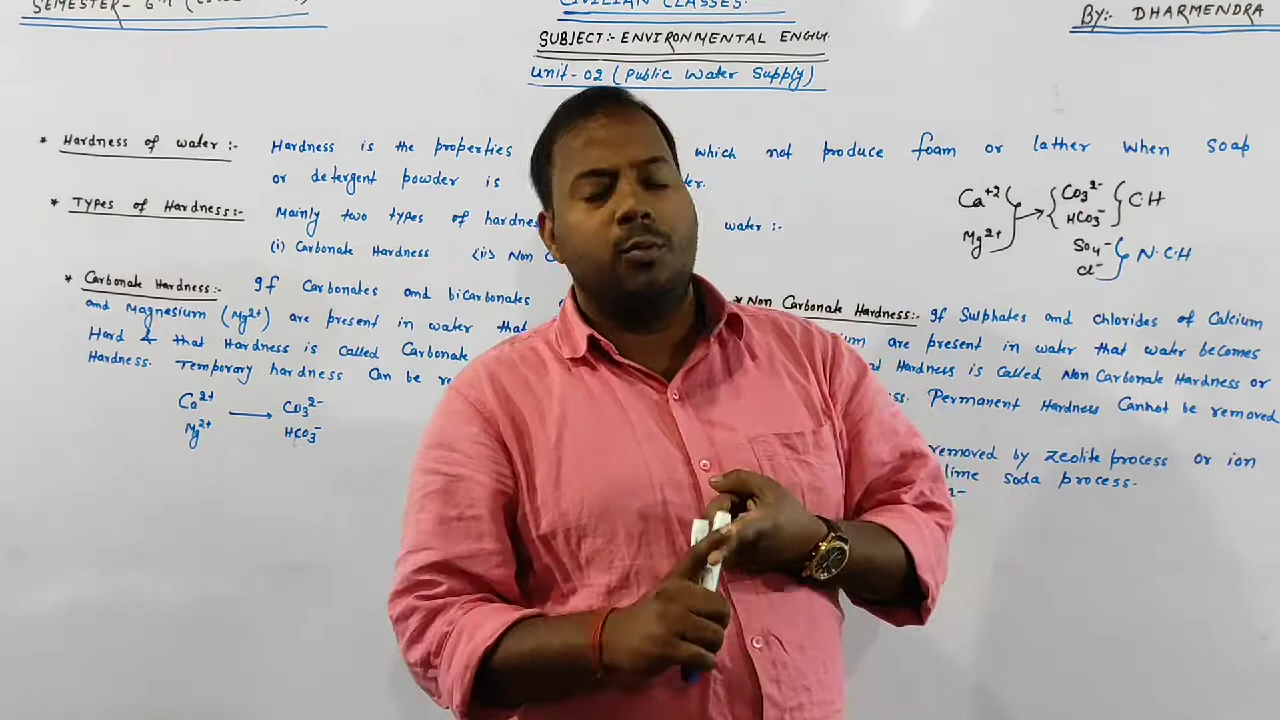 SEMESTER- 6th
CIVILIAN CLASSES.
BY:- DHARMENDRA
SUBJECT:- ENVIRONMENTAL ENGG.
Unit-02 (Public Water Supply)
* Hardness of water:- Hardness is the properties which not produce foam or lather when soap
or detergent powder is
* Types of Hardness:- Mainly two types of water:-
(i) Carbonate Hardness (ii) Non
Ca+2
Mg2+
CO3 2-
HCO3-
C.H
SO4-
Cl-
N.C.H
* Carbonate Hardness:- If Carbonates and bicarbonates
and Magnesium (Mg2+) are present in water that
Hard & that Hardness is called Carbonate
Hardness. Temporary hardness Can be
Ca2+ → CO3 2-
Mg2+ HCO3-
* Non Carbonate Hardness:- If Sulphates and chlorides of Calcium
are present in water that water becomes
Hardness is called Non Carbonate Hardness or
Permanent Hardness Cannot be removed
removed by zeolite process or ion
lime soda process.